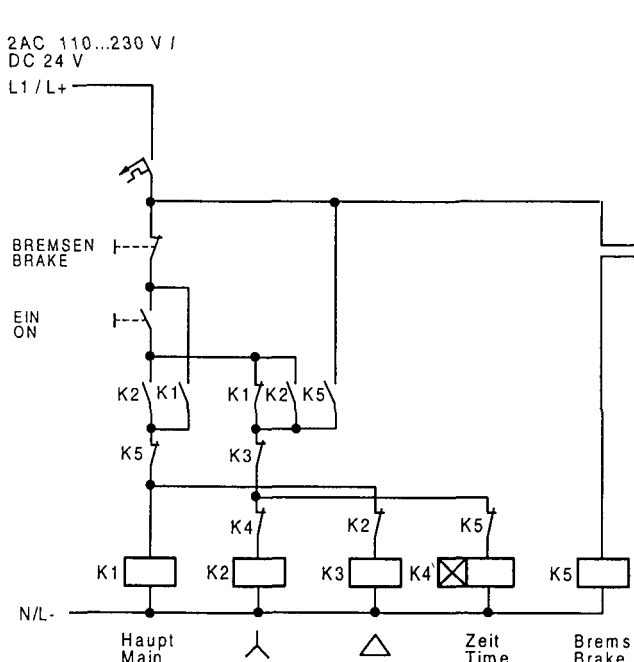 2AC 110...230 V /
DC 24 V
L1 / L+
BREMSEN
BRAKE
EIN
ON
K2 K1 K1 K2 K5
K5 K3
K4 K2 K5
K1 K2 K3 K4 K5
N/L-
Haupt Zeit Brems
Main Time Brake